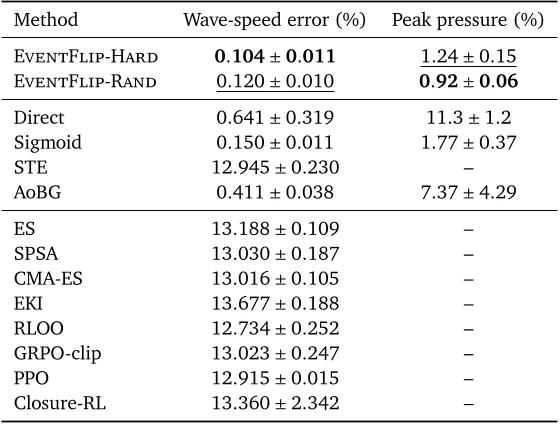 Method Wave-speed error (%) Peak pressure (%)
EVENTFLIP-HARD 0.104 ± 0.011 1.24 ± 0.15
EVENTFLIP-RAND 0.120 ± 0.010 0.92 ± 0.06
Direct 0.641 ± 0.319 11.3 ± 1.2
Sigmoid 0.150 ± 0.011 1.77 ± 0.37
STE 12.945 ± 0.230 –
AoBG 0.411 ± 0.038 7.37 ± 4.29
ES 13.188 ± 0.109 –
SPSA 13.030 ± 0.187 –
CMA-ES 13.016 ± 0.105 –
EKI 13.677 ± 0.188 –
RLOO 12.734 ± 0.252 –
GRPO-clip 13.023 ± 0.247 –
PPO 12.915 ± 0.015 –
Closure-RL 13.360 ± 2.342 –